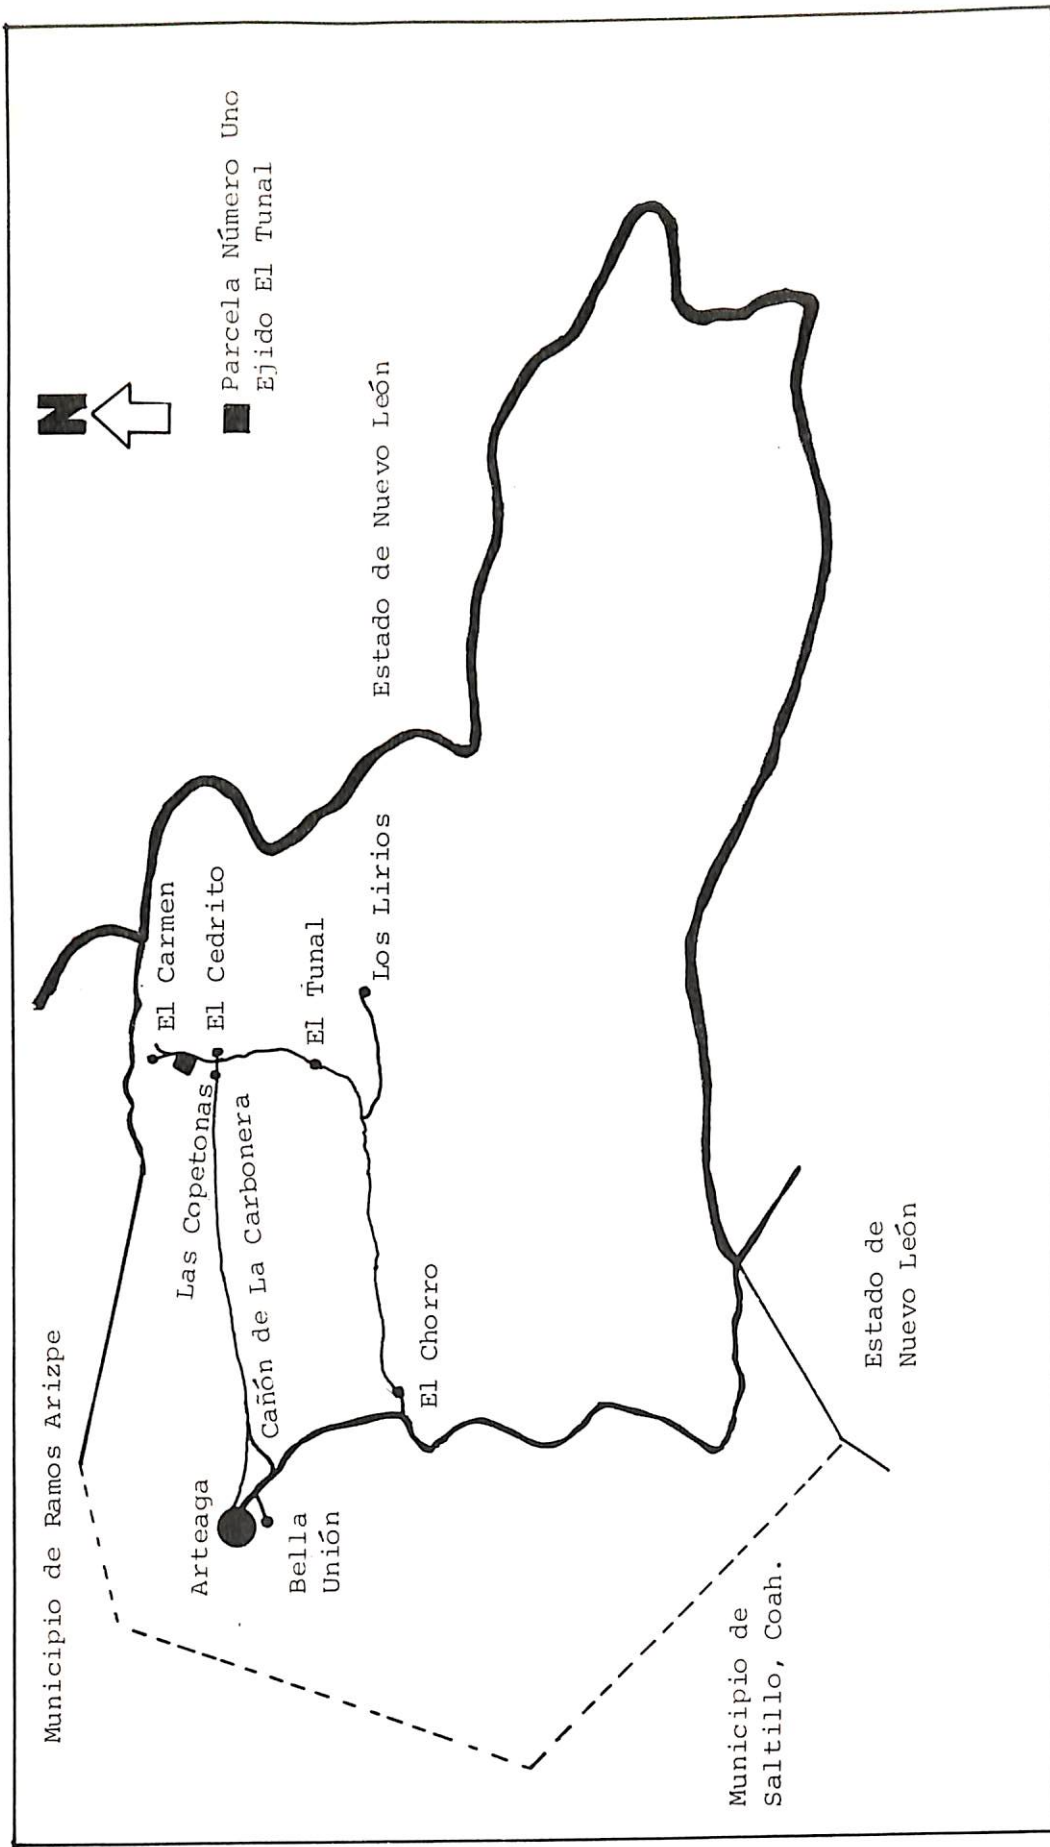 N
Parcela Número Uno
Ejido El Tunal
Municipio de Ramos Arizpe
El Carmen
Las Copetonas
El Cedrito
Arteaga
Cañón de La Carbonera
Bella
Unión
El Tunal
Estado de Nuevo León
Los Lirios
El Chorro
Municipio de
Saltillo, Coah.
Estado de
Nuevo León